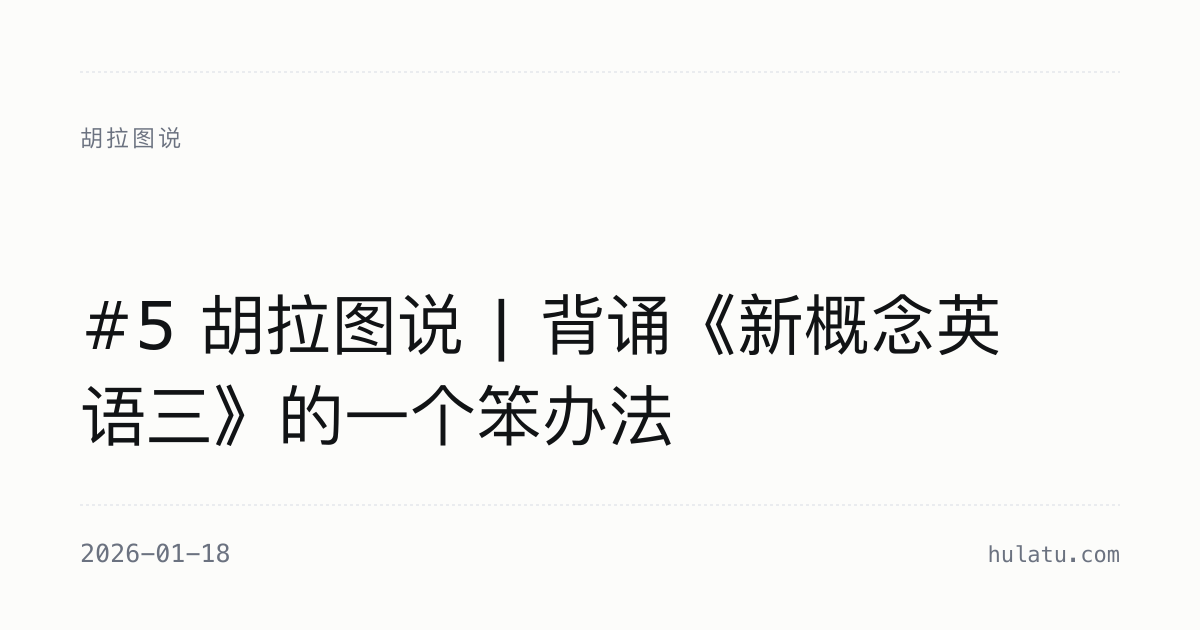 胡拉图说
#5 胡拉图说 | 背诵《新概念英
语三》的一个笨办法
2026-01-18
hulatu.com